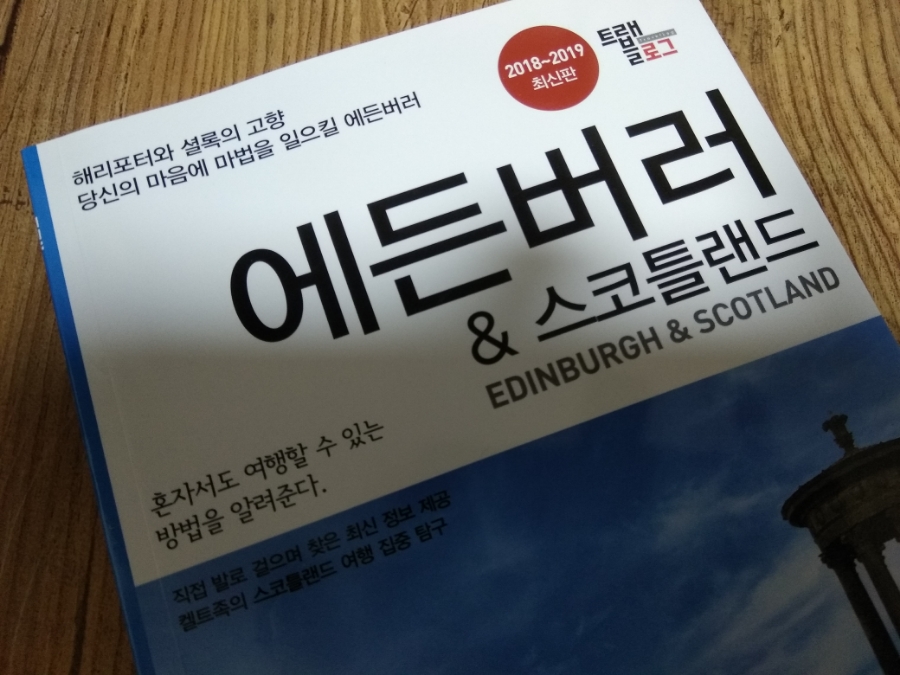 2018~2019
최신판
트래블로그
해리포터와 셜록의 고향
당신의 마음에 마법을 일으킬 에든버러
에든버러
& 스코틀랜드
EDINBURGH & SCOTLAND
혼자서도 여행할 수 있는
방법을 알려준다.
직접 발로 걸으며 찾은 최신 정보 제공
켈트족의 스코틀랜드 여행 집중 탐구